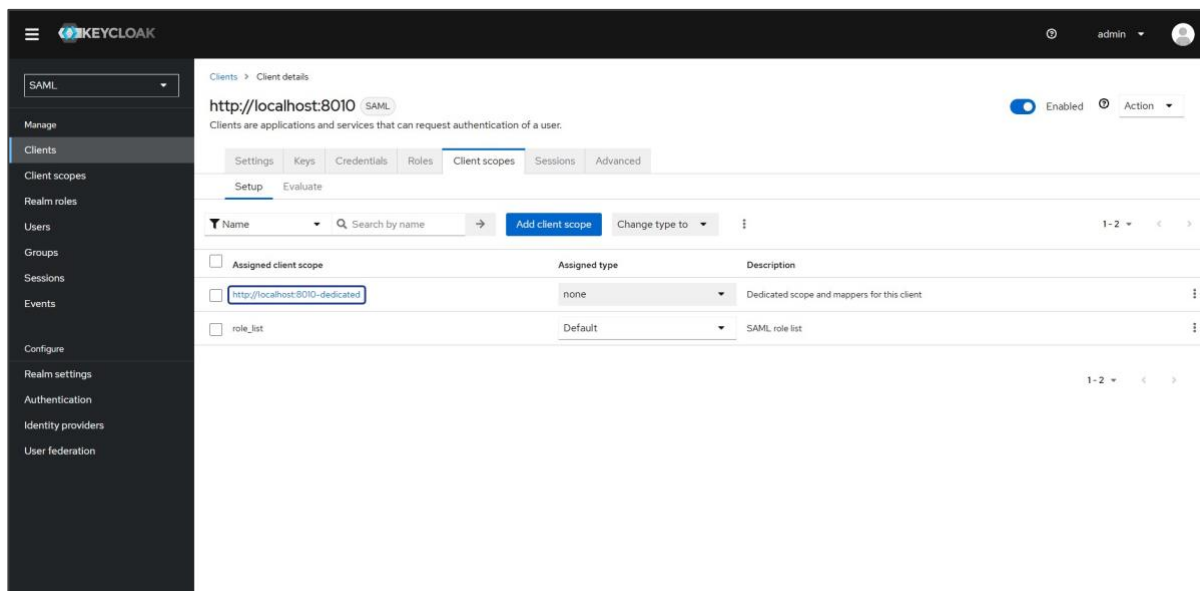 KEYCLOAK
admin
SAML
Manage
Clients
Client scopes
Realm roles
Users
Groups
Sessions
Events
Configure
Realm settings
Authentication
Identity providers
User federation
Clients > Client details
http://localhost:8010 SAML
Enabled Action
Clients are applications and services that can request authentication of a user.
Settings Keys Credentials Roles Client scopes Sessions Advanced
Setup Evaluate
Name Search by name Add client scope Change type to 1-2
Assigned client scope Assigned type Description
http://localhost:8010-dedicated none Dedicated scope and mappers for this client
role_list Default SAML role list
1-2